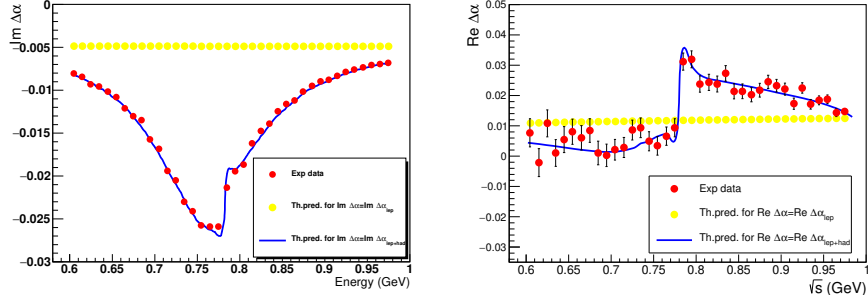 Im Δα
0
−0.005
−0.01
−0.015
−0.02
−0.025
−0.03
Exp data
Th.pred. for Im Δα=Im Δα_lep
Th.pred. for Im Δα=Im Δα_lep+had
0.6 0.65 0.7 0.75 0.8 0.85 0.9 0.95 1
Energy (GeV)
Re Δα
0.05
0.04
0.03
0.02
0.01
0
−0.01
−0.02
−0.03
Exp data
Th.pred. for Re Δα=Re Δα_lep
Th.pred. for Re Δα=Re Δα_lep+had
0.6 0.65 0.7 0.75 0.8 0.85 0.9 0.95 1
√s (GeV)